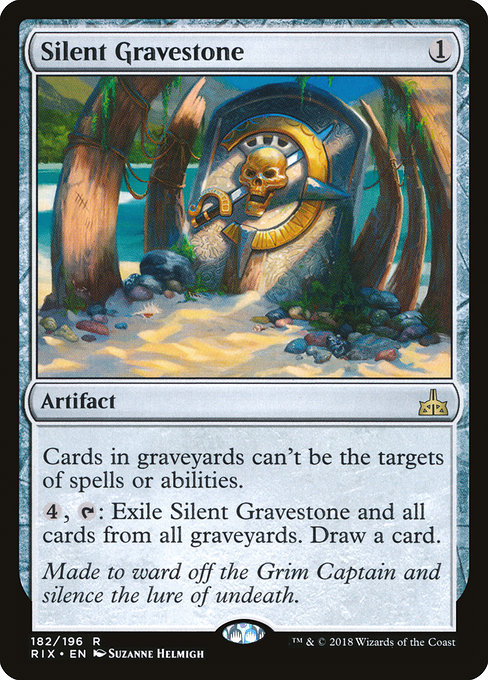 Silent Gravestone 1
Artifact
Cards in graveyards can't be the targets
of spells or abilities.
4, : Exile Silent Gravestone and all
cards from all graveyards. Draw a card.
Made to ward off the Grim Captain and
silence the lure of undeath.
182/196 R
RIX • EN Suzanne Helmigh
™ & © 2018 Wizards of the Coast